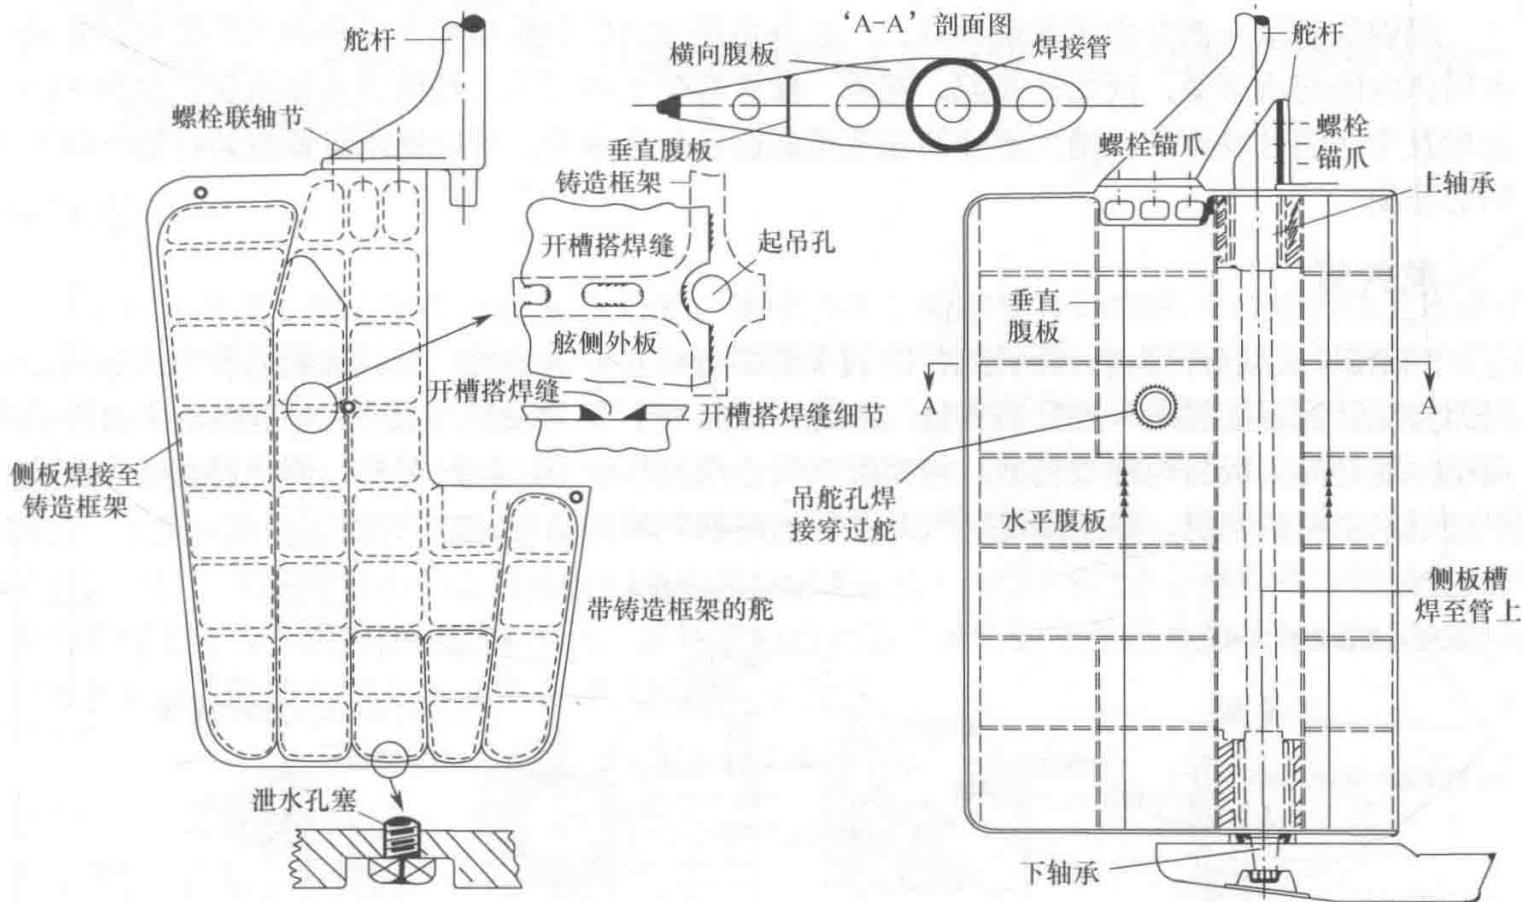 舵杆
螺栓联轴节
‘A-A’剖面图
横向腹板
焊接管
垂直腹板
铸造框架
开槽搭焊缝
起吊孔
舷侧外板
开槽搭焊缝
开槽搭焊缝细节
侧板焊接至
铸造框架
带铸造框架的舵
泄水孔塞
舵杆
螺栓锚爪
螺栓
锚爪
上轴承
垂直
腹板
A
A
吊舵孔焊
接穿过舵
水平腹板
侧板槽
焊至管上
下轴承